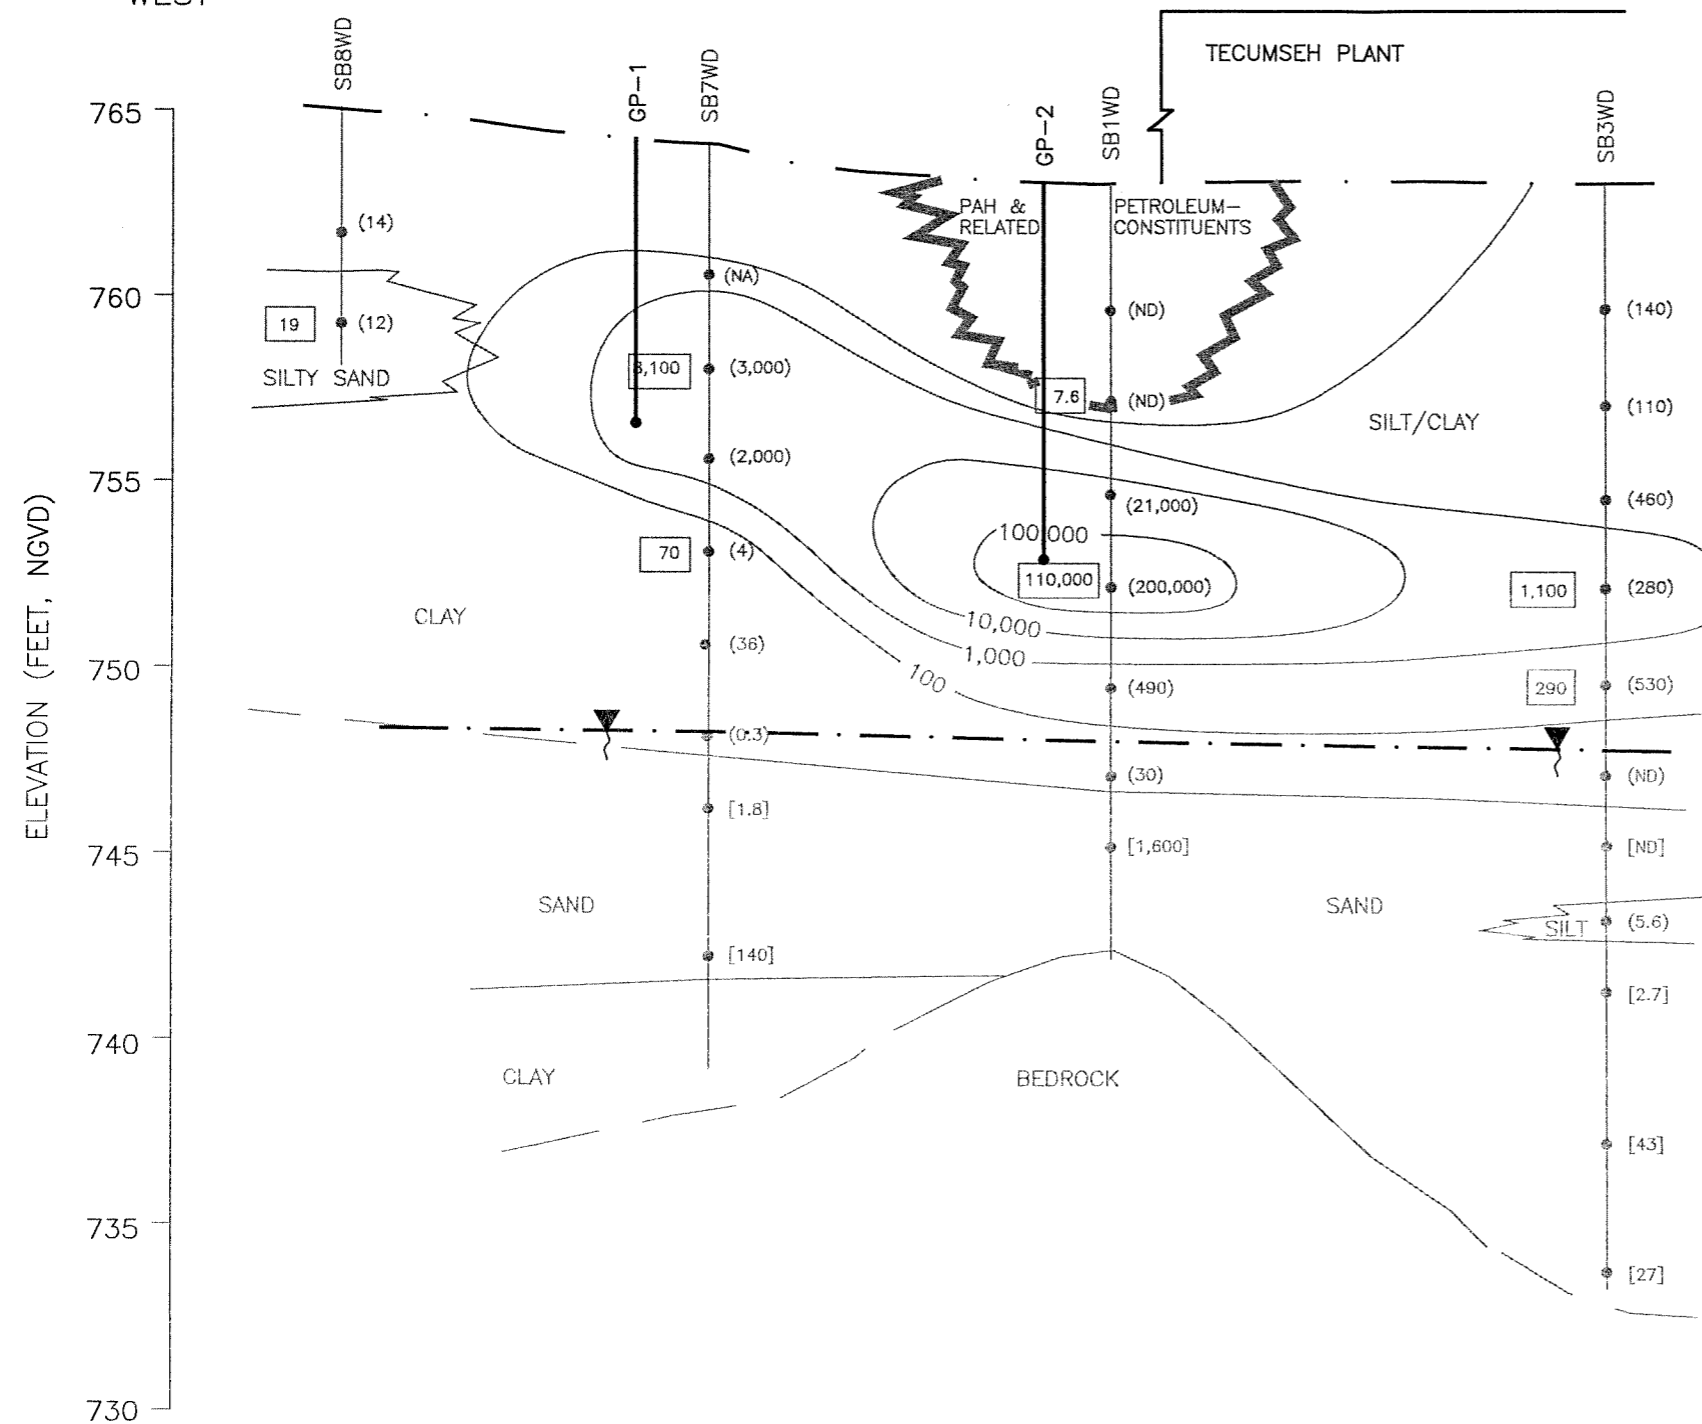 WEST
TECUMSEH PLANT
SB8WD
GP-1
SB7WD
GP-2
SB1WD
SB3WD
765
760
755
750
745
740
735
730
ELEVATION (FEET, NGVD)
PAH &
RELATED
PETROLEUM-
CONSTITUENTS
(14)
19
(12)
SILTY SAND
(NA)
(3,000)
(2,000)
70
(4)
(36)
(0.3)
[1.8]
[140]
(ND)
7.6
(ND)
(21,000)
100,000
110,000
(200,000)
10,000
1,000
100
(490)
(30)
[1,600]
(140)
(110)
SILT/CLAY
(460)
1,100
(280)
290
(530)
(ND)
[ND]
SILT
(5.6)
[2.7]
[43]
[27]
CLAY
SAND
SAND
CLAY
BEDROCK